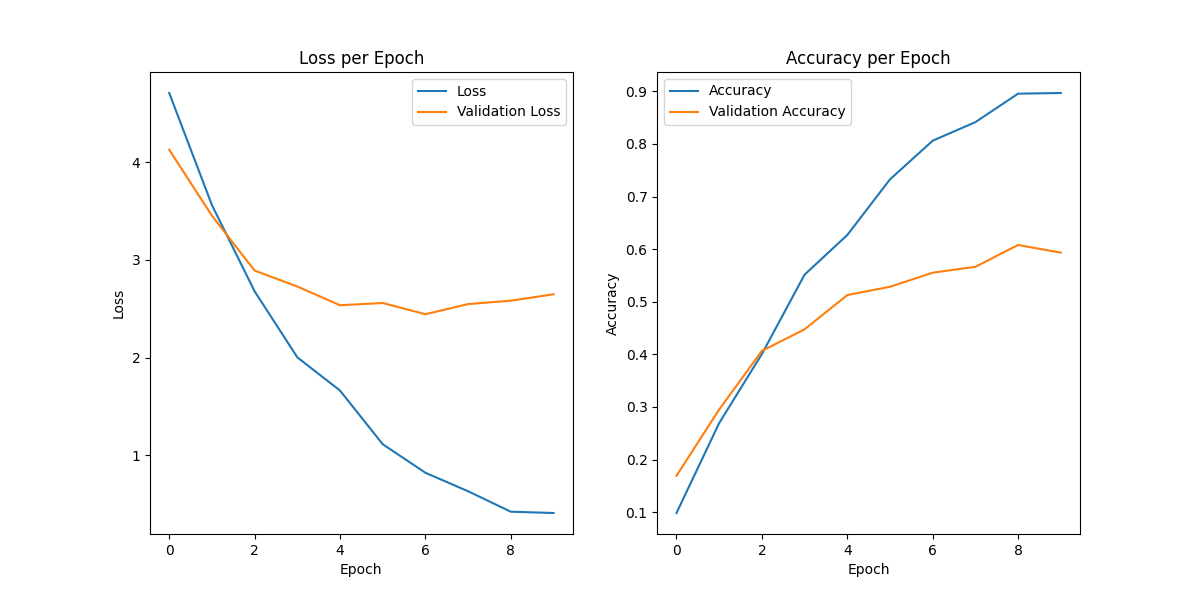 Loss per Epoch
Loss
Validation Loss
4
3
2
1
Loss
0
2
4
6
8
Epoch
Accuracy per Epoch
Accuracy
Validation Accuracy
0.9
0.8
0.7
0.6
0.5
0.4
0.3
0.2
0.1
Accuracy
0
2
4
6
8
Epoch